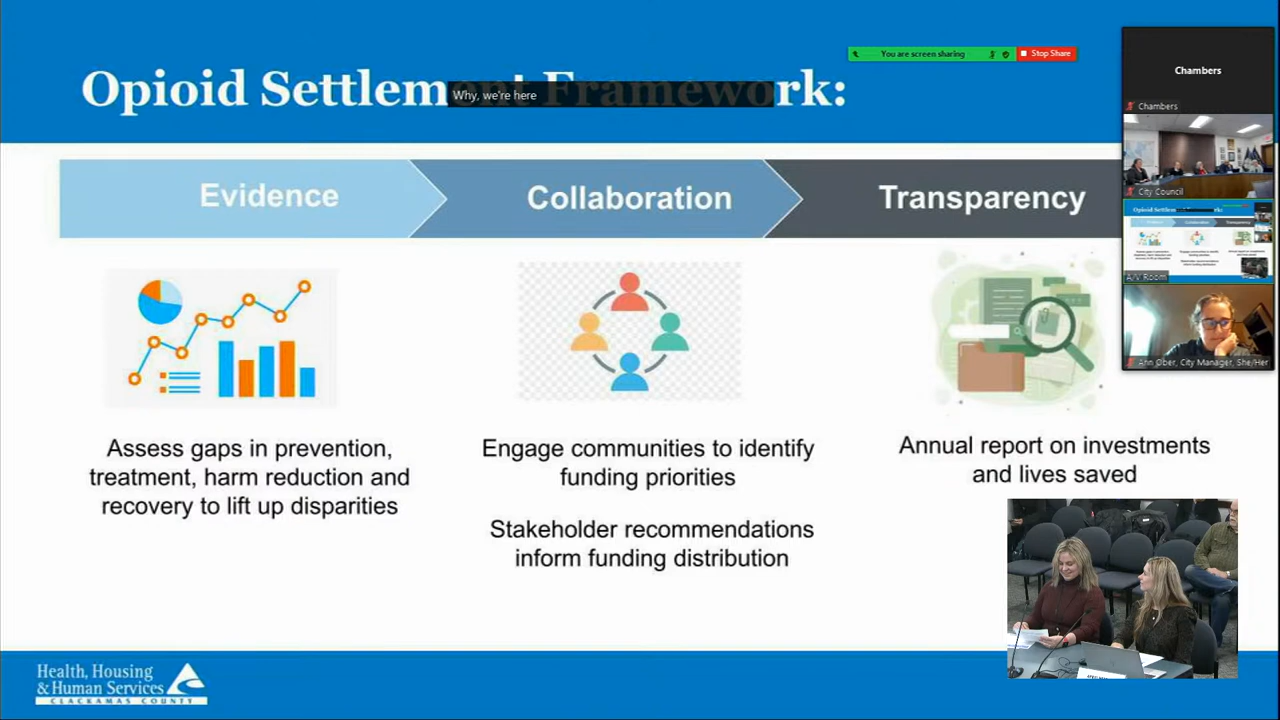 You are screen sharing
Stop Share
Opioid Settlement Framework:
Why, we're here
Chambers
Chambers
City Council
A/V Room
Ann Ober, City Manager, She/Her
Evidence
Collaboration
Transparency
Assess gaps in prevention,
treatment, harm reduction and
recovery to lift up disparities
Engage communities to identify
funding priorities
Stakeholder recommendations
inform funding distribution
Annual report on investments
and lives saved
Health, Housing
& Human Services
CLACKAMAS COUNTY